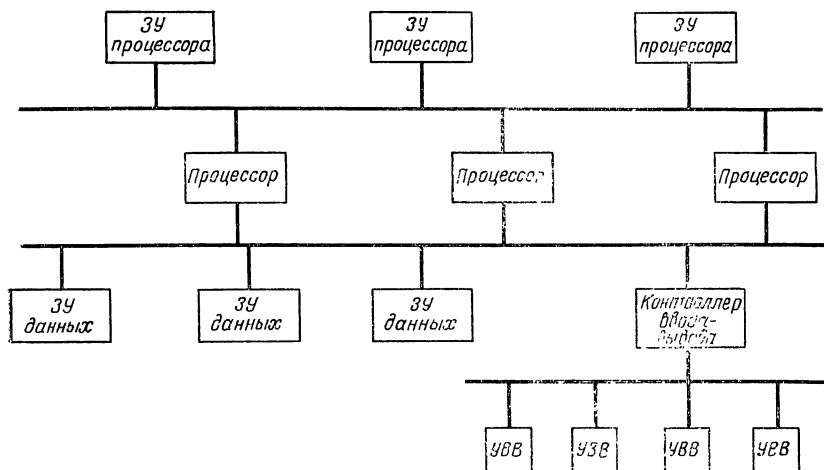 ЗУ
процессора
ЗУ
процессора
ЗУ
процессора
Процессор
Процессор
Процессор
ЗУ
данных
ЗУ
данных
ЗУ
данных
Контроллер
ввода-
вывода
УВВ
УЗВ
УВВ
УВВ